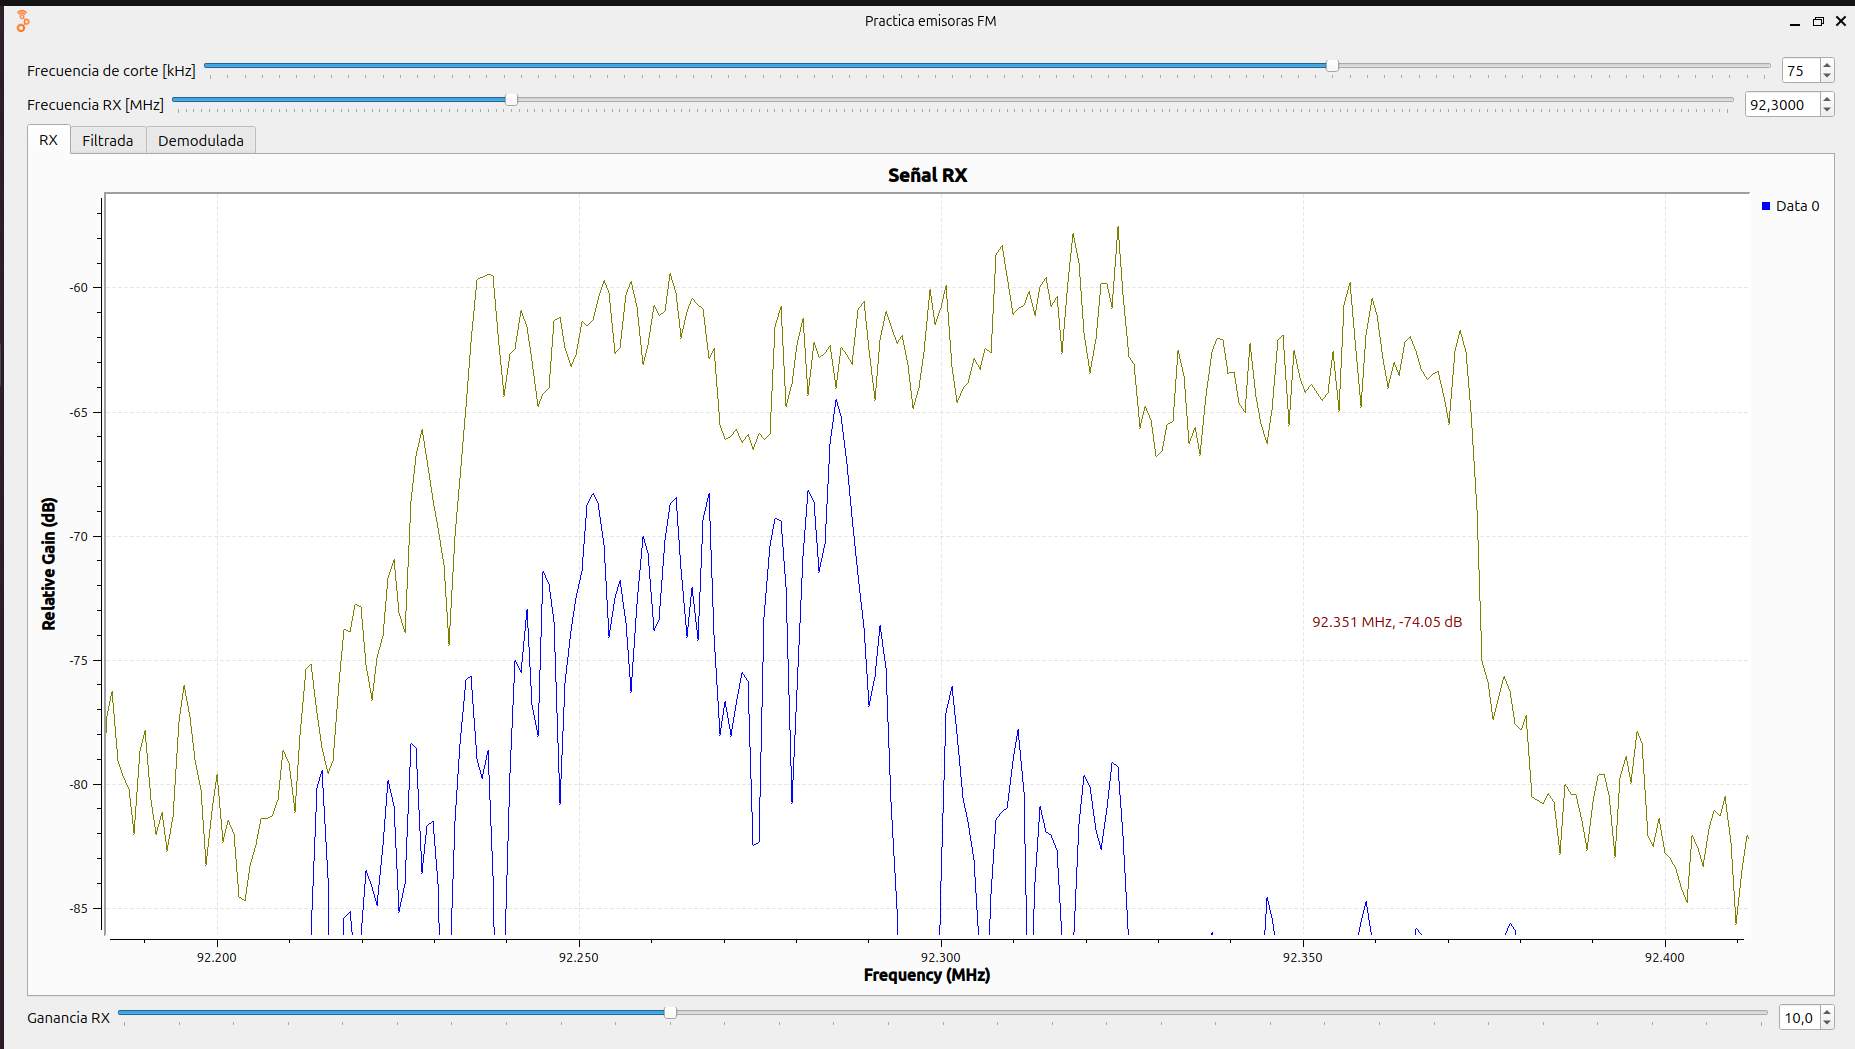 Practica emisoras FM
Frecuencia de corte [kHz]
75
Frecuencia RX [MHz]
92,3000
RX
Filtrada
Demodulada
Señal RX
Data 0
Relative Gain (dB)
-60
-65
-70
-75
-80
-85
92.351 MHz, -74.05 dB
92.200
92.250
92.300
92.350
92.400
Frequency (MHz)
Ganancia RX
10,0